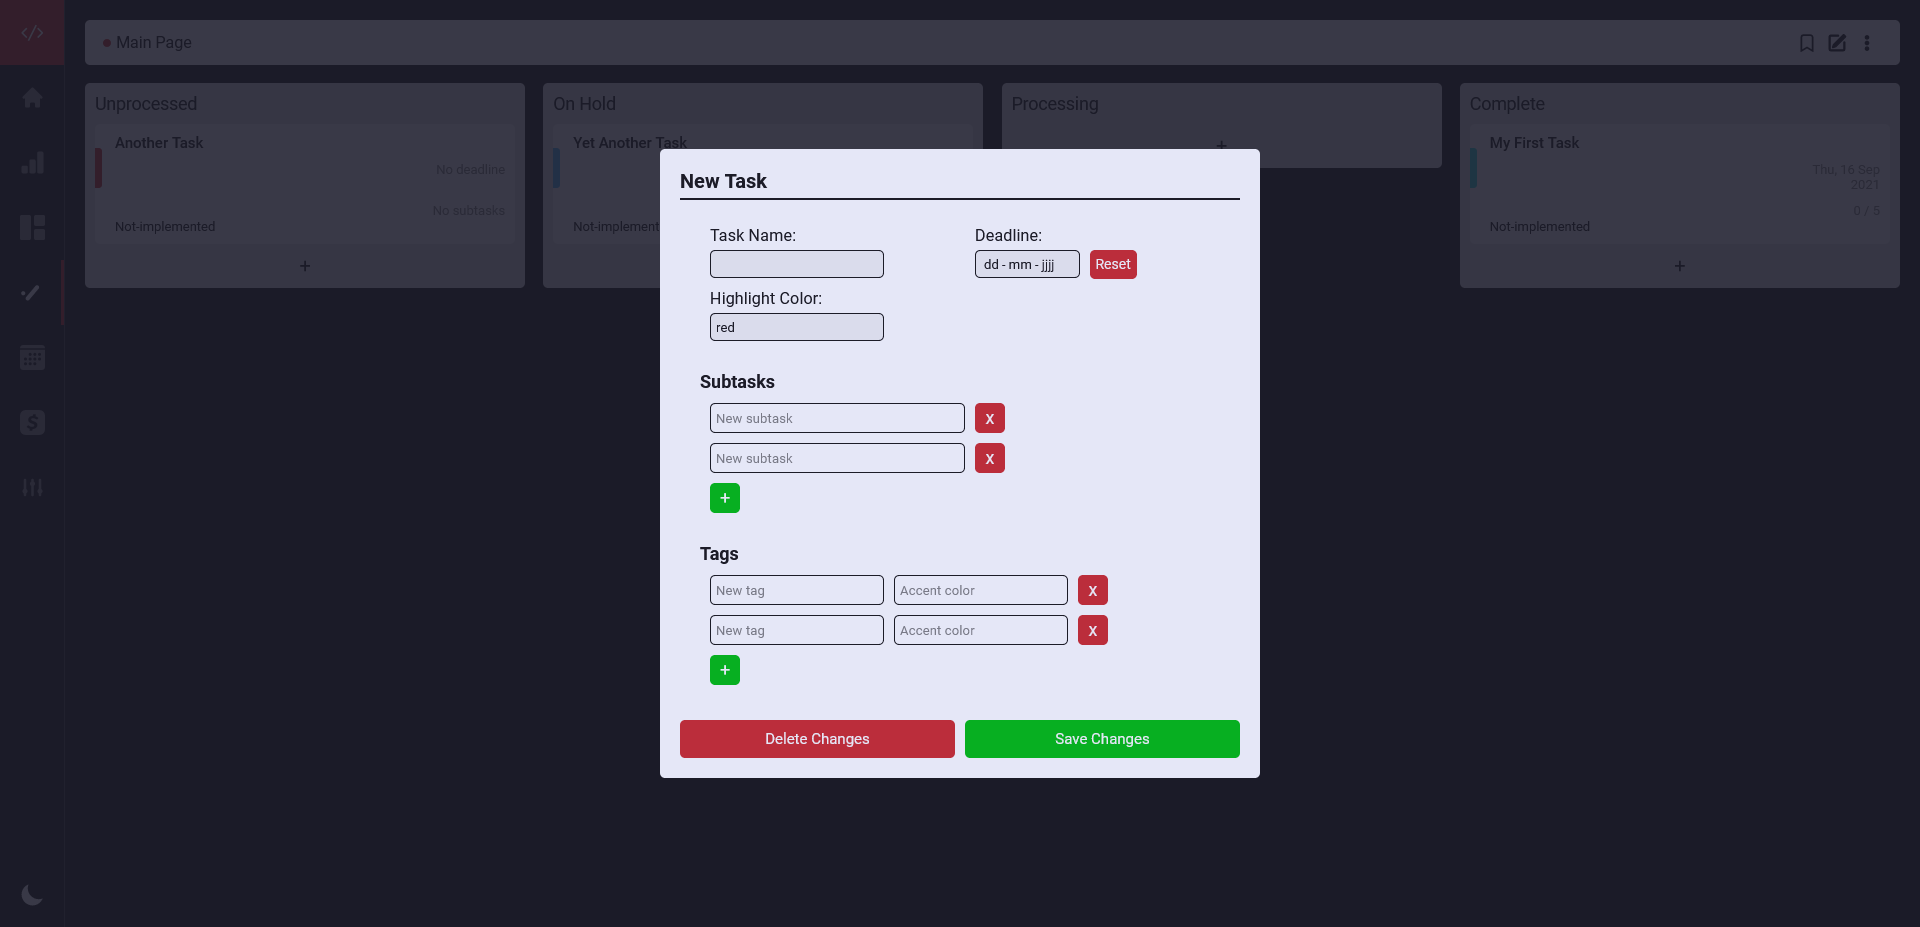 </>
Main Page
Unprocessed
Another Task
No deadline
No subtasks
Not-implemented
+
On Hold
Yet Another Task
Not-implement
Processing
+
Complete
My First Task
Thu, 16 Sep
2021
0 / 5
Not-implemented
+
New Task
Task Name:
Deadline:
dd - mm - jjjj
Reset
Highlight Color:
red
Subtasks
New subtask
X
New subtask
X
+
Tags
New tag
Accent color
X
New tag
Accent color
X
+
Delete Changes
Save Changes
$